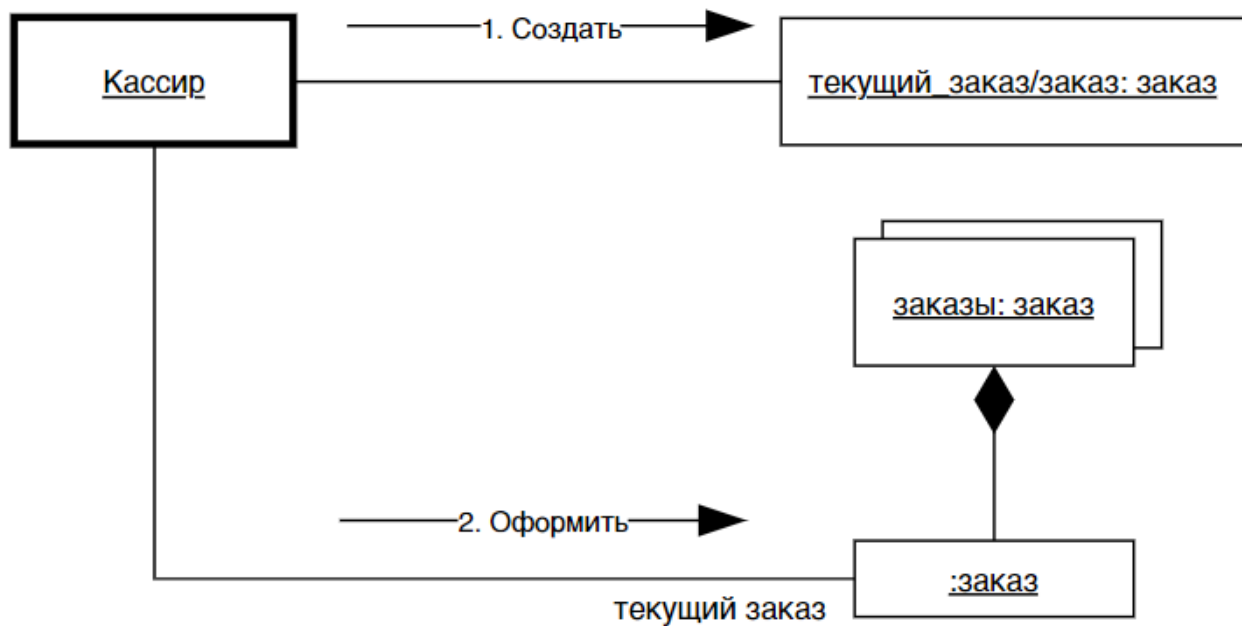 1. Создать
Кассир
текущий_заказ/заказ: заказ
заказы: заказ
2. Оформить
:заказ
текущий заказ